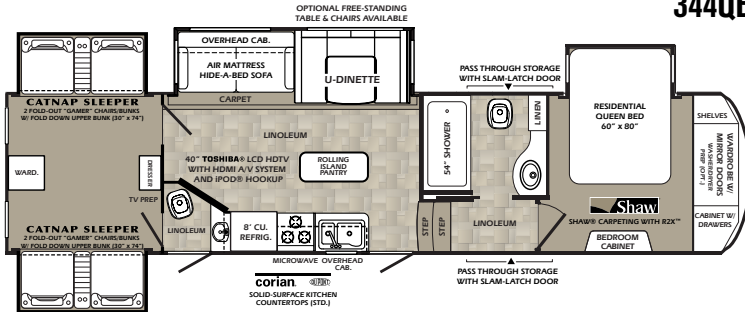 344QB
OPTIONAL FREE-STANDING
TABLE & CHAIRS AVAILABLE
OVERHEAD CAB.
AIR MATTRESS
HIDE-A-BED SOFA
U-DINETTE
CARPET
PASS THROUGH STORAGE
WITH SLAM-LATCH DOOR
CATNAP SLEEPER
2 FOLD-OUT "GAMER" CHAIRS/BUNKS
W/ FOLD DOWN UPPER BUNK (30" x 74")
LINOLEUM
54" SHOWER
LINEN
RESIDENTIAL
QUEEN BED
60" x 80"
SHELVES
WARDROBE W/
MIRROR DOORS
WASHER/DRYER
PREP (OPT.)
WARD.
DRESSER
40" TOSHIBA® LCD HDTV
WITH HDMI A/V SYSTEM
AND iPOD® HOOKUP
ROLLING
ISLAND
PANTRY
TV PREP
Shaw
SHAW® CARPETING WITH R2X™
CABINET W/
DRAWERS
CATNAP SLEEPER
2 FOLD-OUT "GAMER" CHAIRS/BUNKS
W/ FOLD DOWN UPPER BUNK (30" x 74")
LINOLEUM
8' CU.
REFRIG.
STEP
STEP
LINOLEUM
BEDROOM
CABINET
MICROWAVE
OVERHEAD
CAB.
PASS THROUGH STORAGE
WITH SLAM-LATCH DOOR
corian.
DUPONT
SOLID-SURFACE KITCHEN
COUNTERTOPS (STD.)